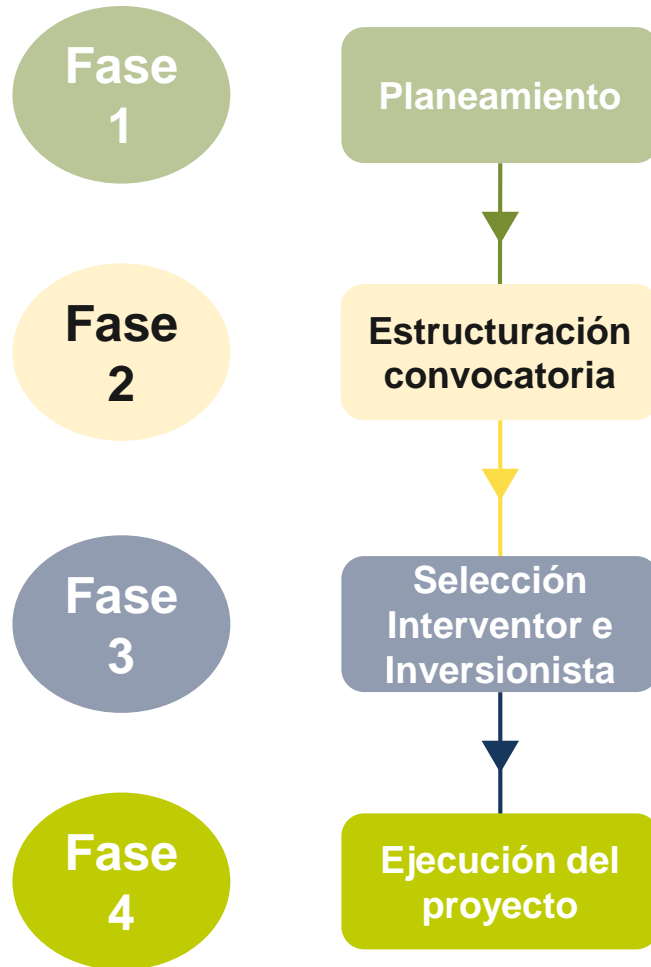 Fase
1
Planeamiento
Fase
2
Estructuración
convocatoria
Fase
3
Selección
Interventor e
Inversionista
Fase
4
Ejecución del
proyecto